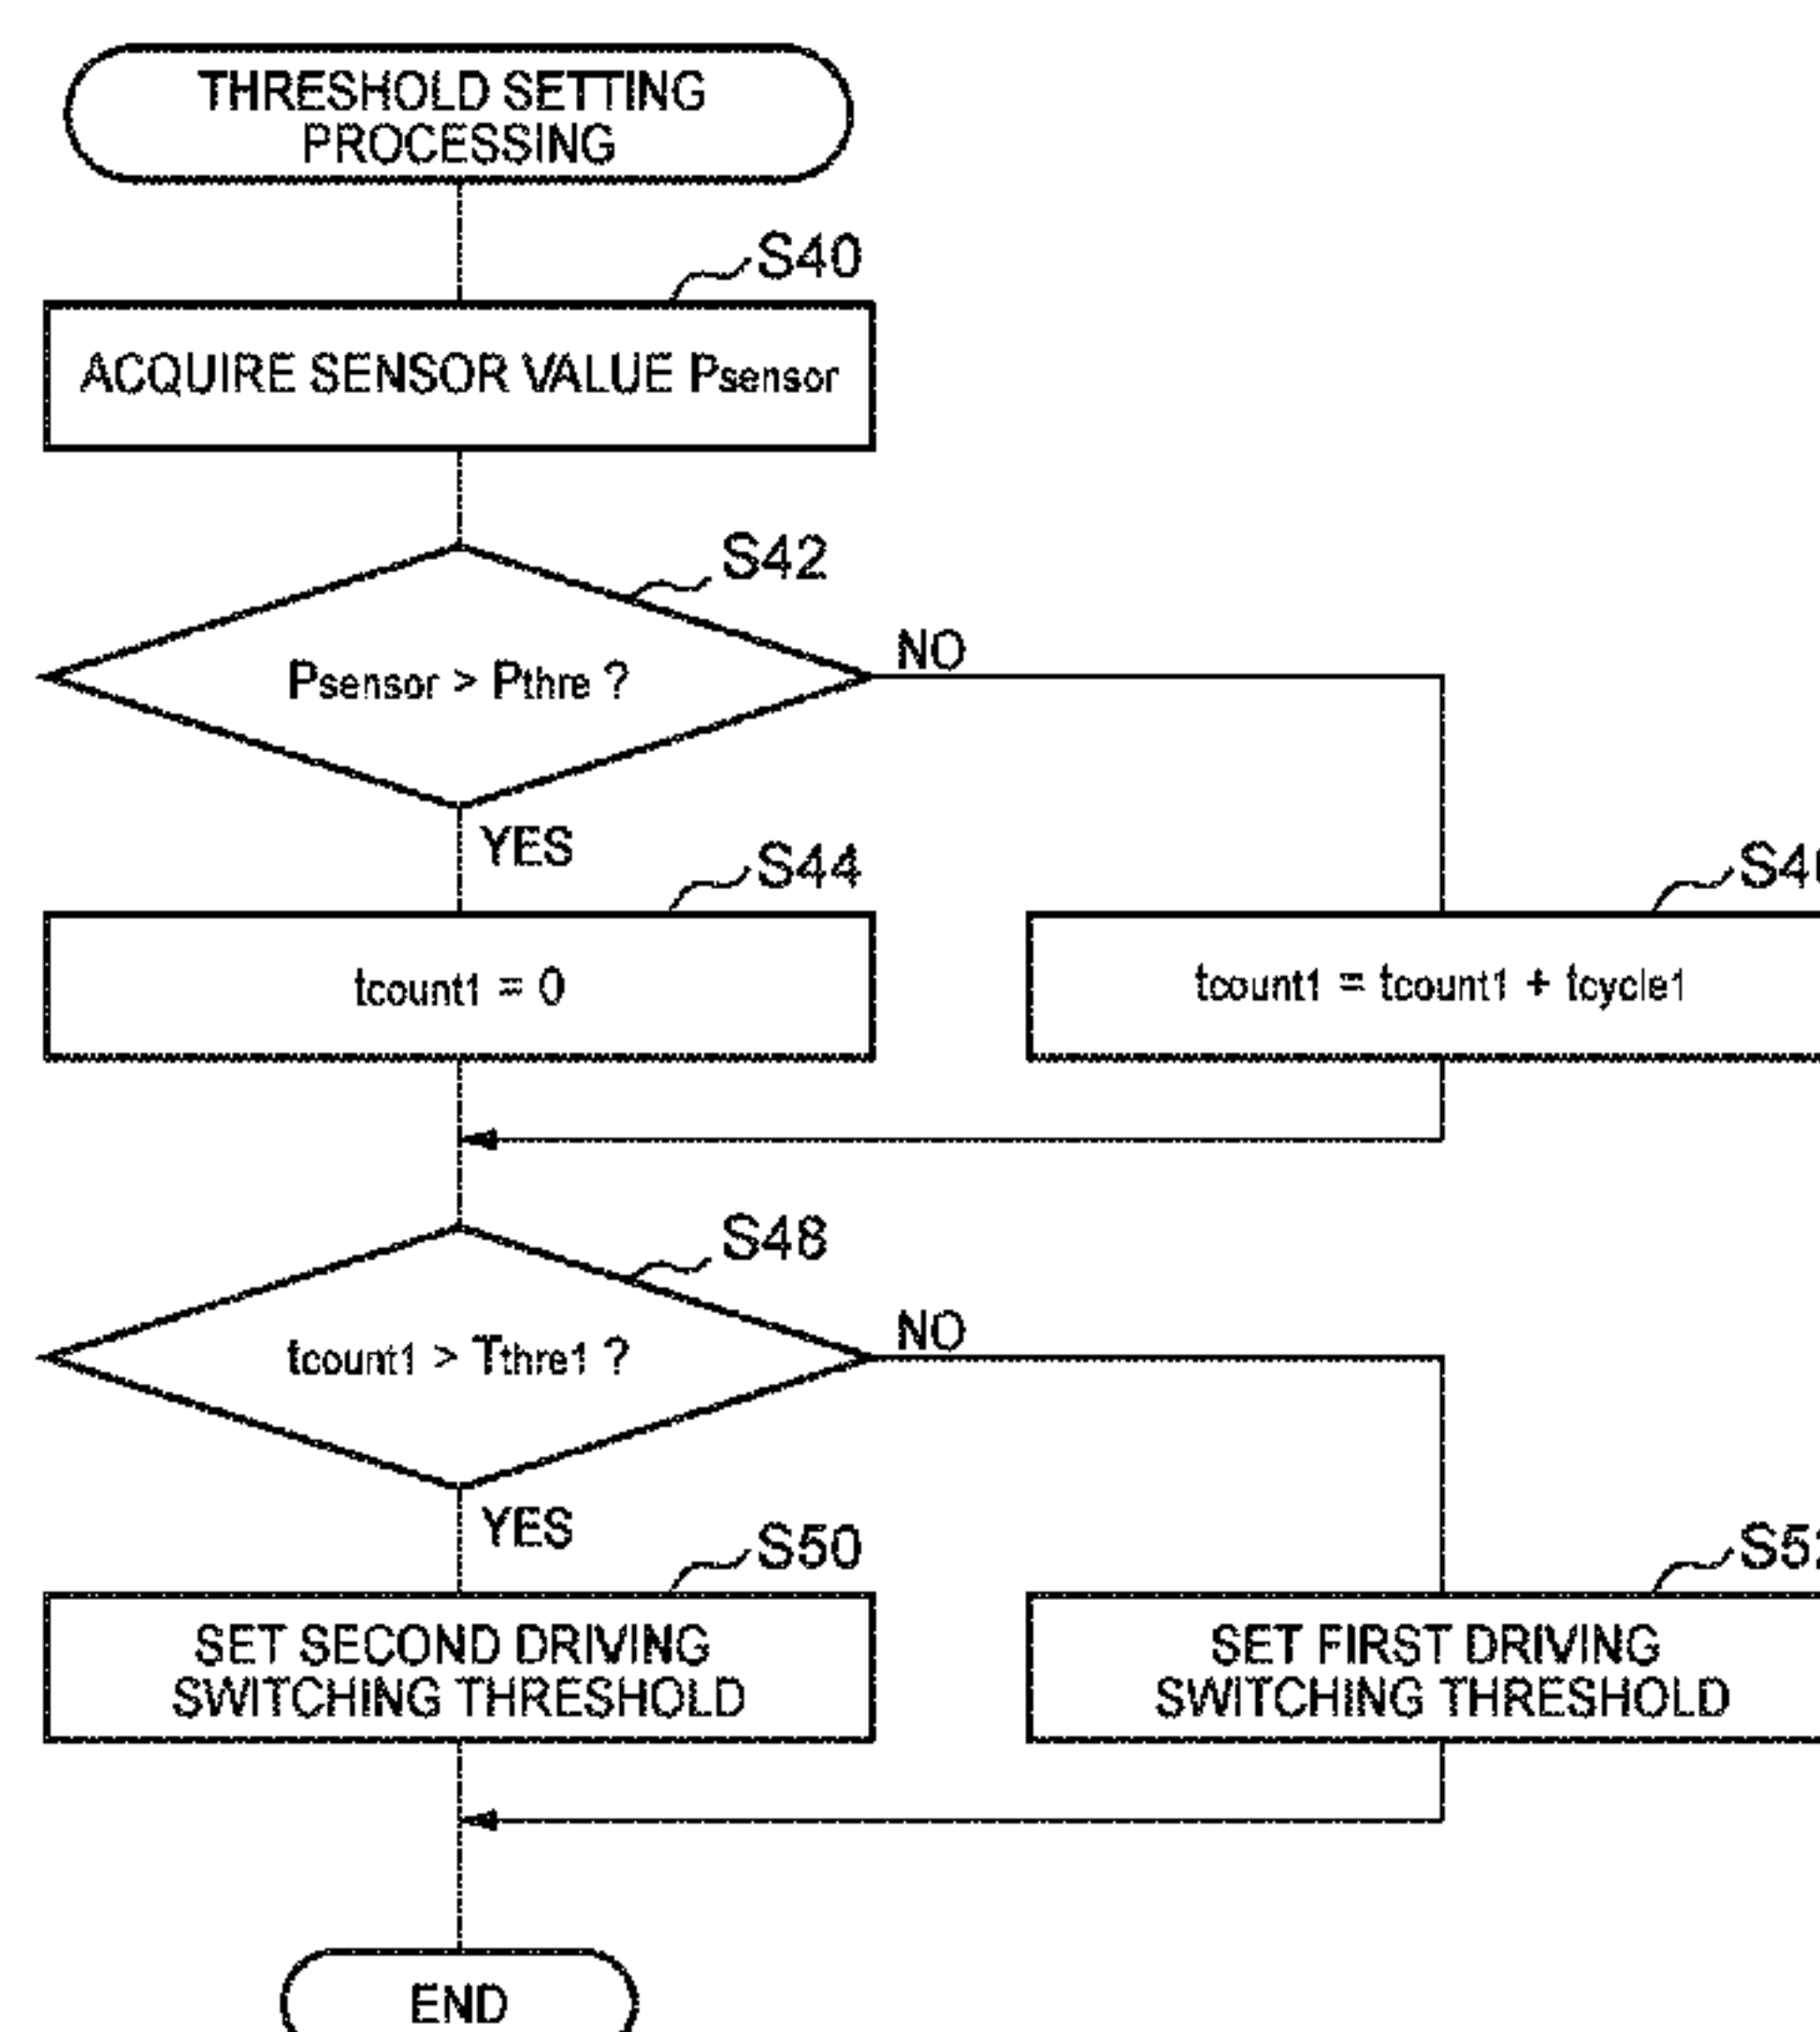 THRESHOLD SETTING
PROCESSING
S40
ACQUIRE SENSOR VALUE Psensor
S42
Psensor > Pthre ?
NO
YES
S44
tcount1 = 0
tcount1 = tcount1 + tcycle1
S48
tcount1 > Tthre1 ?
NO
YES
S50
SET SECOND DRIVING
SWITCHING THRESHOLD
SET FIRST DRIVING
SWITCHING THRESHOLD
END